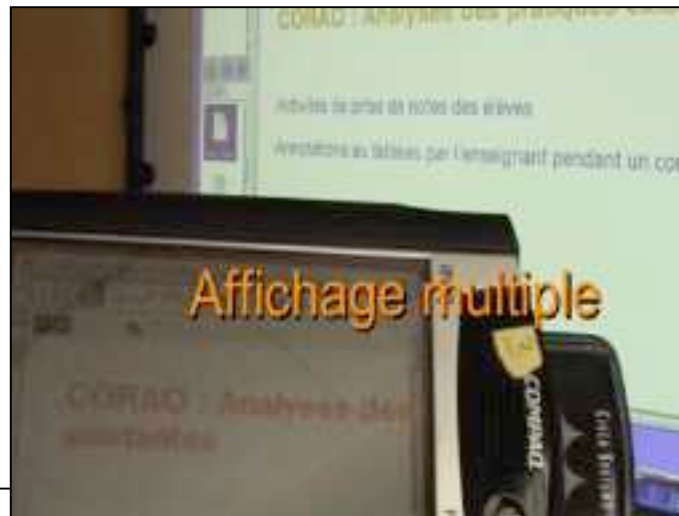 CORAO : Analyses des pratiques
Activités de prise de notes des élèves
Annotations au tableau par l'enseignant pendant un co
Affichage multiple
CORAO : Analyses des
COMPAQ